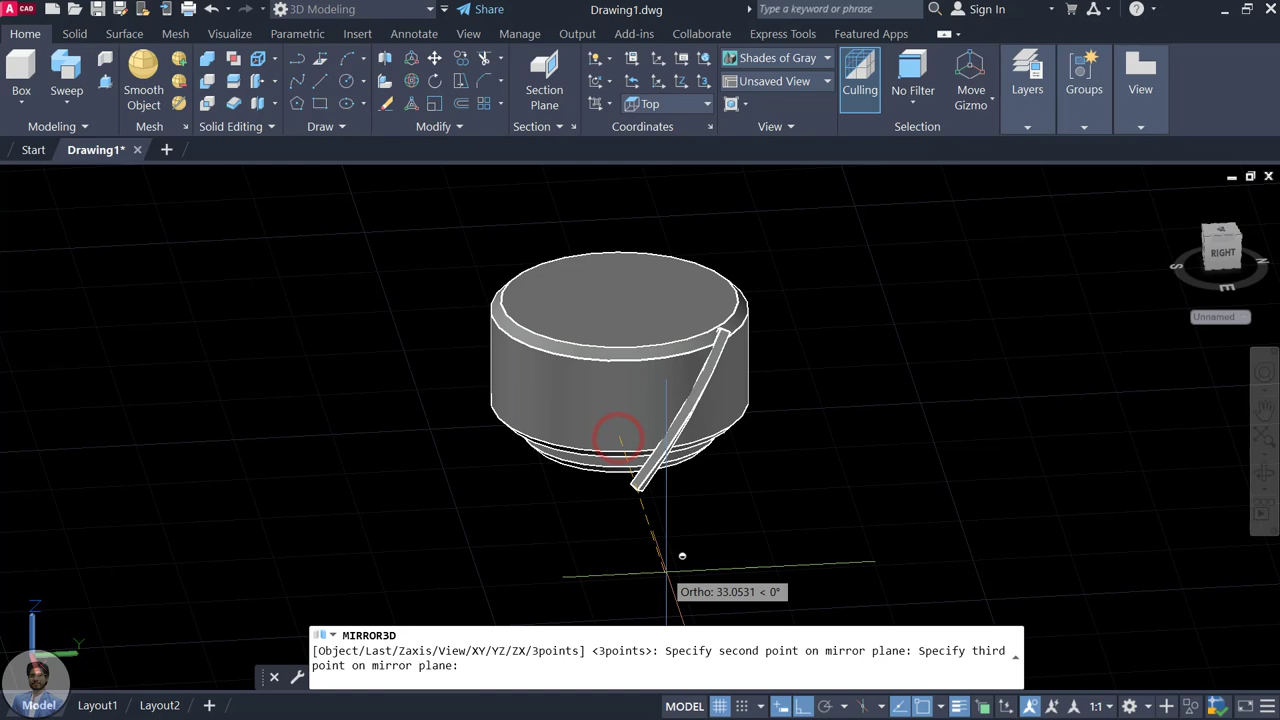 A CAD
3D Modeling
Share
Drawing1.dwg
Type a keyword or phrase
Sign In
Home
Solid
Surface
Mesh
Visualize
Parametric
Insert
Annotate
View
Manage
Output
Add-ins
Collaborate
Express Tools
Featured Apps
Box
Sweep
Smooth
Object
Shades of Gray
Unsaved View
Top
Section
Plane
Culling
No Filter
Move
Gizmo
Layers
Groups
View
Modeling
Mesh
Solid Editing
Draw
Modify
Section
Coordinates
View
Selection
Start
Drawing1*
RIGHT
S
E
N
Unnamed
Ortho: 33.0531 < 0°
Z
Y
MIRROR3D
[Object/Last/Zaxis/View/XY/YZ/ZX/3points] <3points>: Specify second point on mirror plane: Specify third
point on mirror plane:
Model
Layout1
Layout2
MODEL
1:1